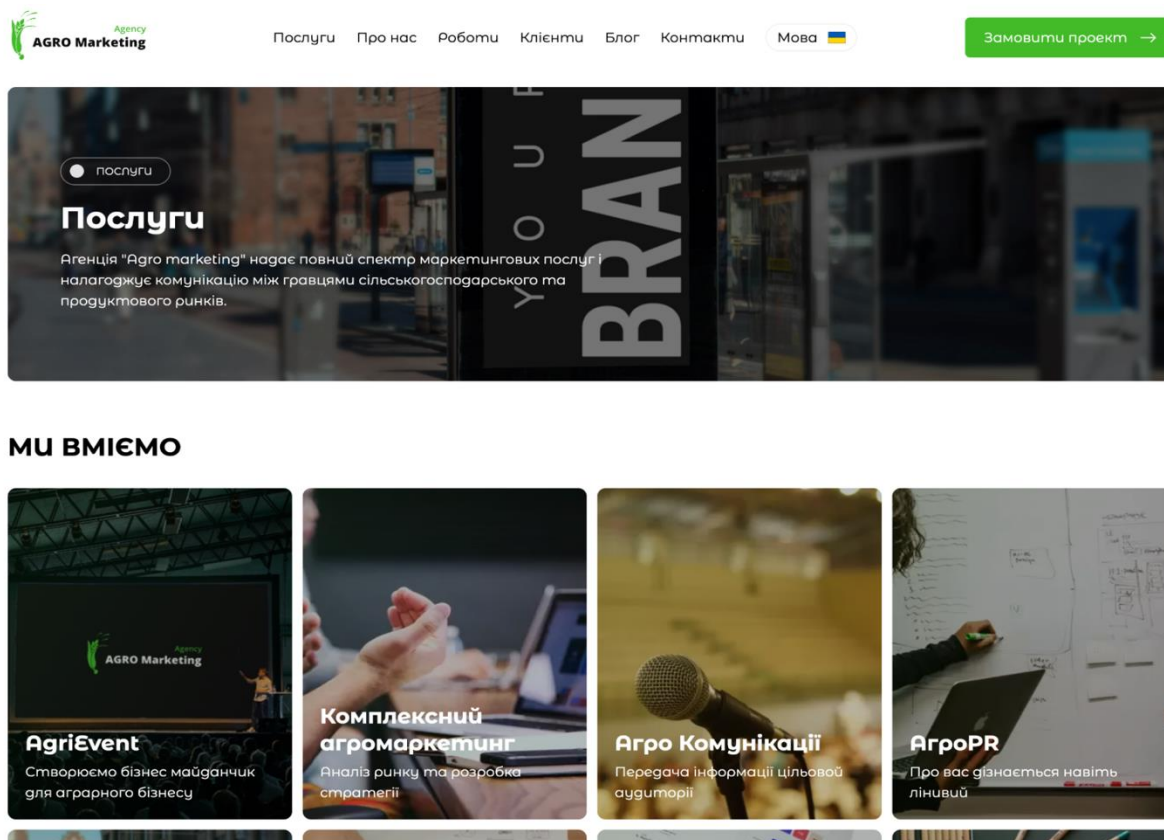 Agency
AGRO Marketing
Послуги Про нас Роботи Клієнти Блог Контакти Мова
Замовити проект →
YOUR
BRAN
послуги
Послуги
Агенція "Agro marketing" надає повний спектр маркетингових послуг і
налагоджує комунікацію між гравцями сільськогосподарського та
продуктового ринків.
МИ ВМІЄМО
Agency
AGRO Marketing
AgriEvent
Створюємо бізнес майданчик
для аграрного бізнесу
Комплексний
агромаркетинг
Аналіз ринку та розробка
стратегії
Агро Комунікації
Передача інформації цільовой
аудиторії
АгроPR
Про вас дізнається навіть
лінивий